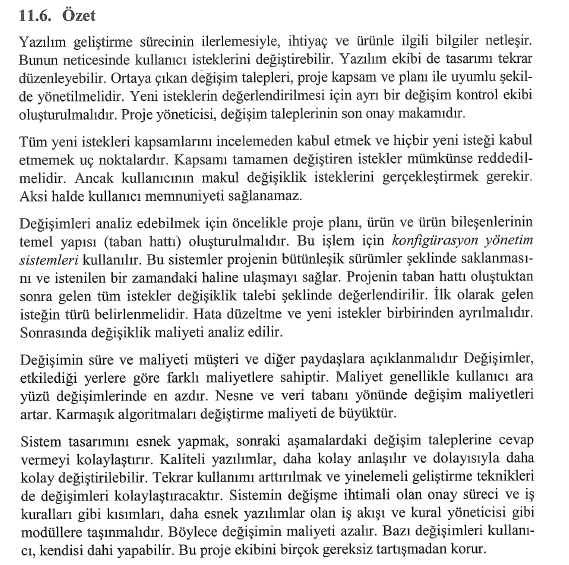 11.6. Özet
Yazılım geliştirme sürecinin ilerlemesiyle, ihtiyaç ve ürünle ilgili bilgiler netleşir.
Bunun neticesinde kullanıcı isteklerini değiştirebilir. Yazılım ekibi de tasarımı tekrar
düzenleyebilir. Ortaya çıkan değişim talepleri, proje kapsam ve planı ile uyumlu şekil-
de yönetilmelidir. Yeni isteklerin değerlendirilmesi için ayrı bir değişim kontrol ekibi
oluşturulmalıdır. Proje yöneticisi, değişim taleplerinin son onay makamıdır.
Tüm yeni istekleri kapsamlarını incelemeden kabul etmek ve hiçbir yeni isteği kabul
etmemek uç noktalardır. Kapsamı tamamen değiştiren istekler mümkünse reddedil-
melidir. Ancak kullanıcının makul değişiklik isteklerini gerçekleştirmek gerekir.
Aksi halde kullanıcı memnuniyeti sağlanamaz.
Değişimleri analiz edebilmek için öncelikle proje planı, ürün ve ürün bileşenlerinin
temel yapısı (taban hattı) oluşturulmalıdır. Bu işlem için konfigürasyon yönetim
sistemleri kullanılır. Bu sistemler projenin bütünleşik sürümler şeklinde saklanması-
nı ve istenilen bir zamandaki haline ulaşmayı sağlar. Projenin taban hattı oluştuktan
sonra gelen tüm istekler değişiklik talebi şeklinde değerlendirilir. İlk olarak gelen
isteğin türü belirlenmelidir. Hata düzeltme ve yeni istekler birbirinden ayrılmalıdır.
Sonrasında değişiklik maliyeti analiz edilir.
Değişimin süre ve maliyeti müşteri ve diğer paydaşlara açıklanmalıdır Değişimler,
etkilediği yerlere göre farklı maliyetlere sahiptir. Maliyet genellikle kullanıcı ara
yüzü değişimlerinde en azdır. Nesne ve veri tabanı yönünde değişim maliyetleri
artar. Karmaşık algoritmaları değiştirme maliyeti de büyüktür.
Sistem tasarımını esnek yapmak, sonraki aşamalardaki değişim taleplerine cevap
vermeyi kolaylaştırır. Kaliteli yazılımlar, daha kolay anlaşılır ve dolayısıyla daha
kolay değiştirilebilir. Tekrar kullanımı arttırılmak ve yinelemeli geliştirme teknikleri
de değişimleri kolaylaştıracaktır. Sistemin değişme ihtimali olan onay süreci ve iş
kuralları gibi kısımları, daha esnek yazılımlar olan iş akışı ve kural yöneticisi gibi
modüllere taşınmalıdır. Böylece değişimin maliyeti azalır. Bazı değişimleri kullanı-
cı, kendisi dahi yapabilir. Bu proje ekibini birçok gereksiz tartışmadan korur.